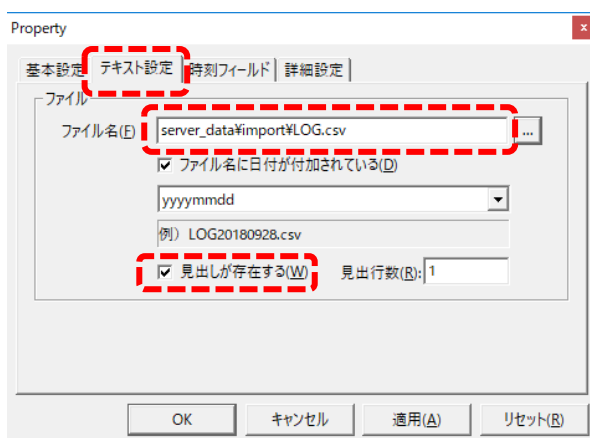 Property
x
基本設定 テキスト設定 時刻フィールド 詳細設定
ファイル
ファイル名(F) server_data¥import¥LOG.csv ...
ファイル名に日付が付加されている(D)
yyyymmdd
例）LOG20180928.csv
見出しが存在する(W) 見出行数(R): 1
OK キャンセル 適用(A) リセット(R)